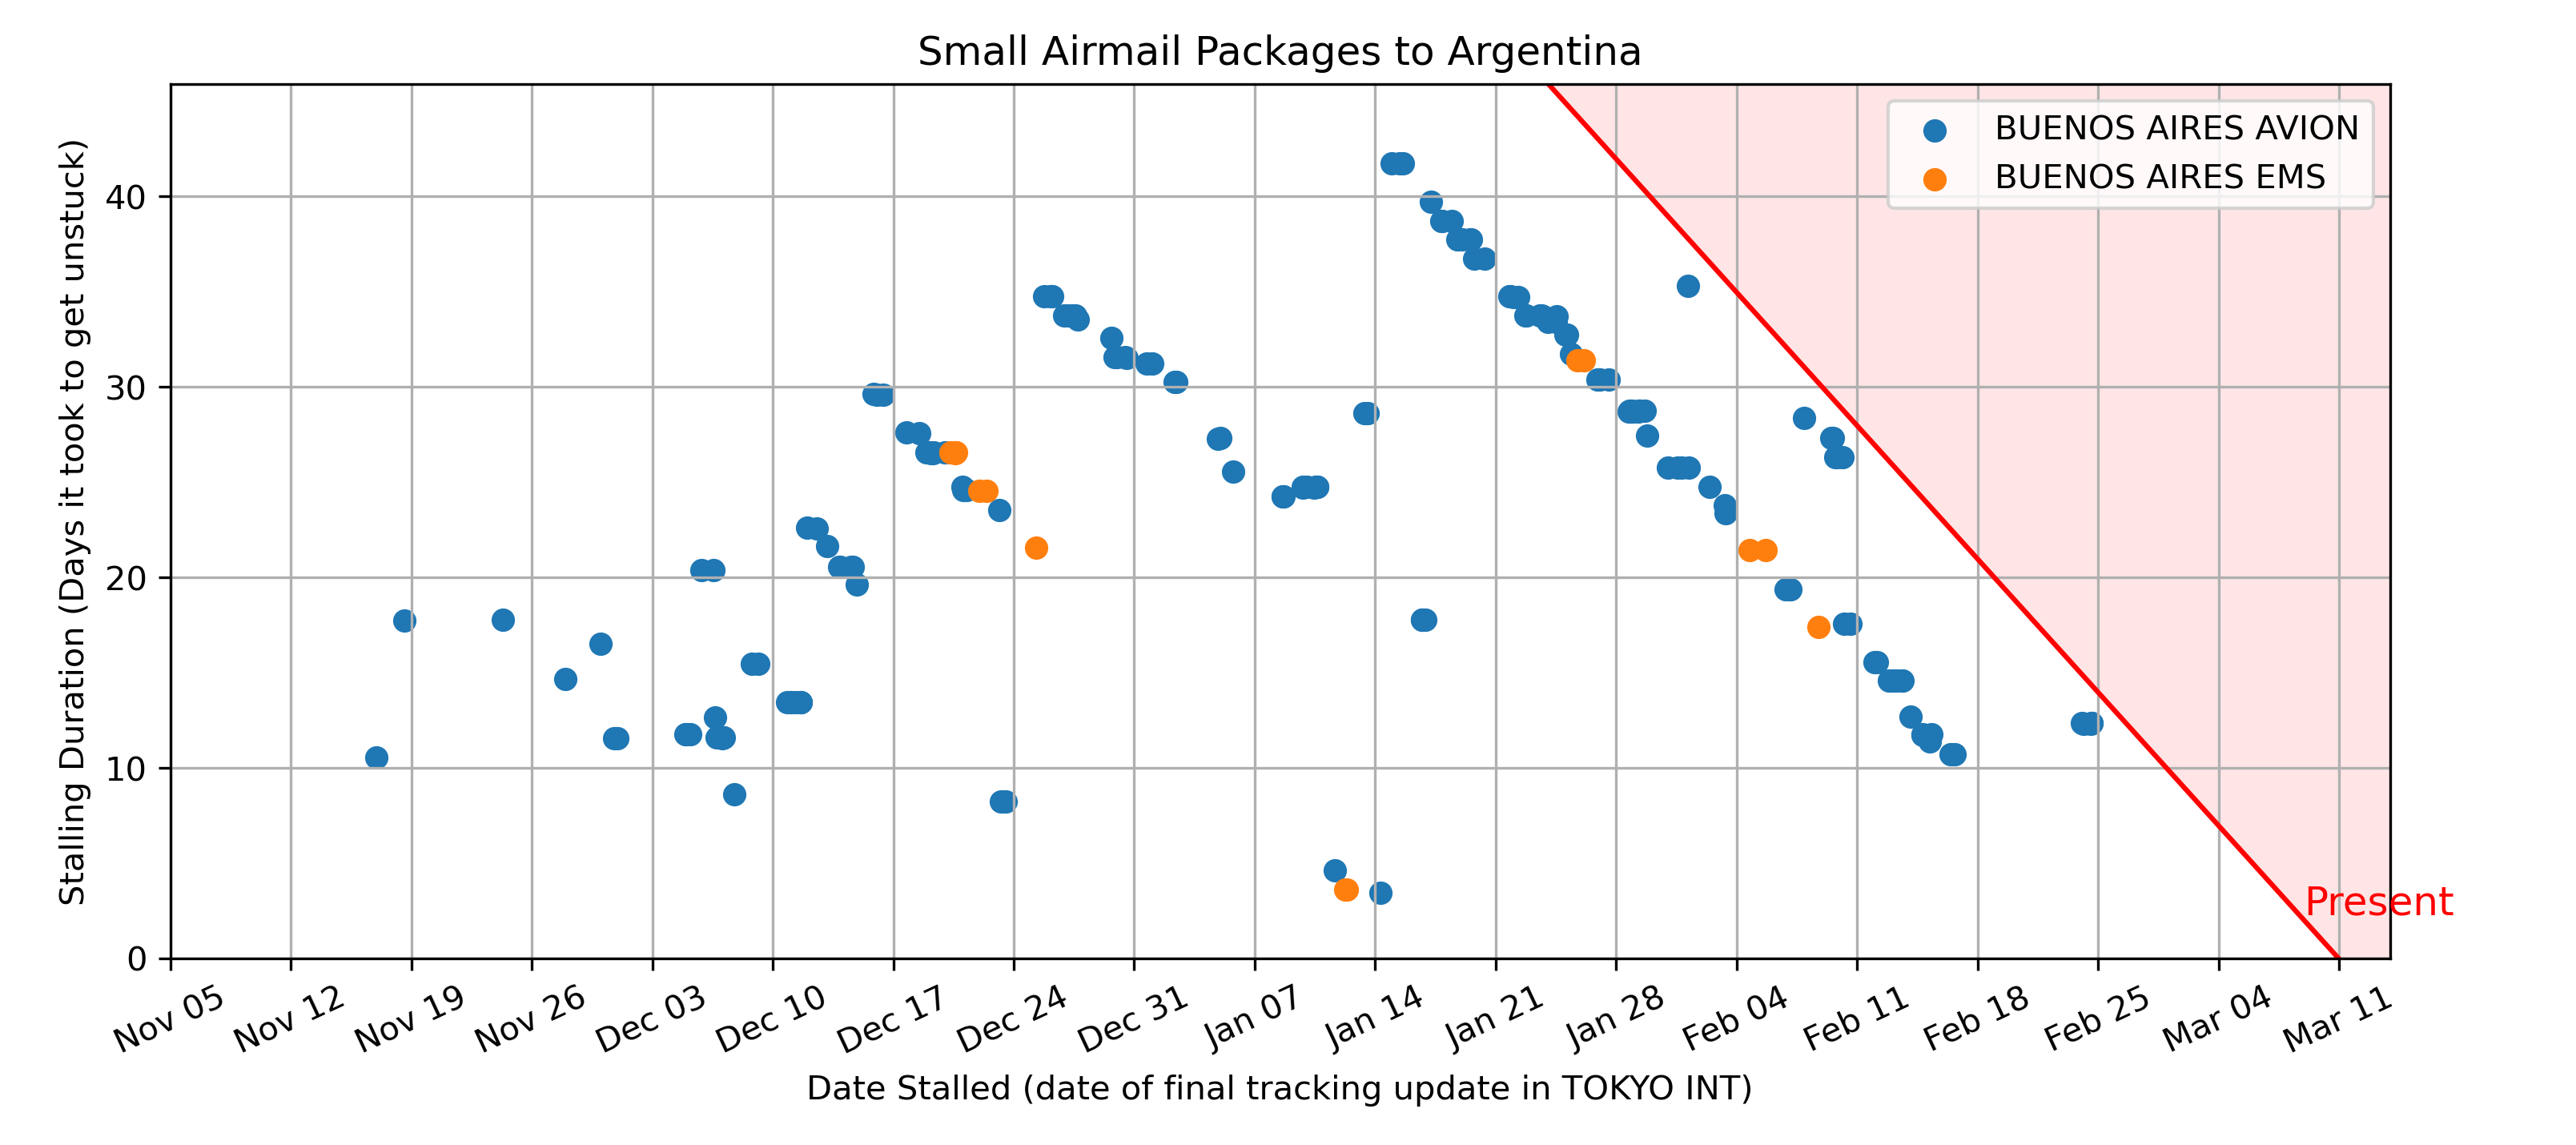 Small Airmail Packages to Argentina
BUENOS AIRES AVION
BUENOS AIRES EMS
Stalling Duration (Days it took to get unstuck)
40
30
20
10
0
Present
Nov 05
Nov 12
Nov 19
Nov 26
Dec 03
Dec 10
Dec 17
Dec 24
Dec 31
Jan 07
Jan 14
Jan 21
Jan 28
Feb 04
Feb 11
Feb 18
Feb 25
Mar 04
Mar 11
Date Stalled (date of final tracking update in TOKYO INT)